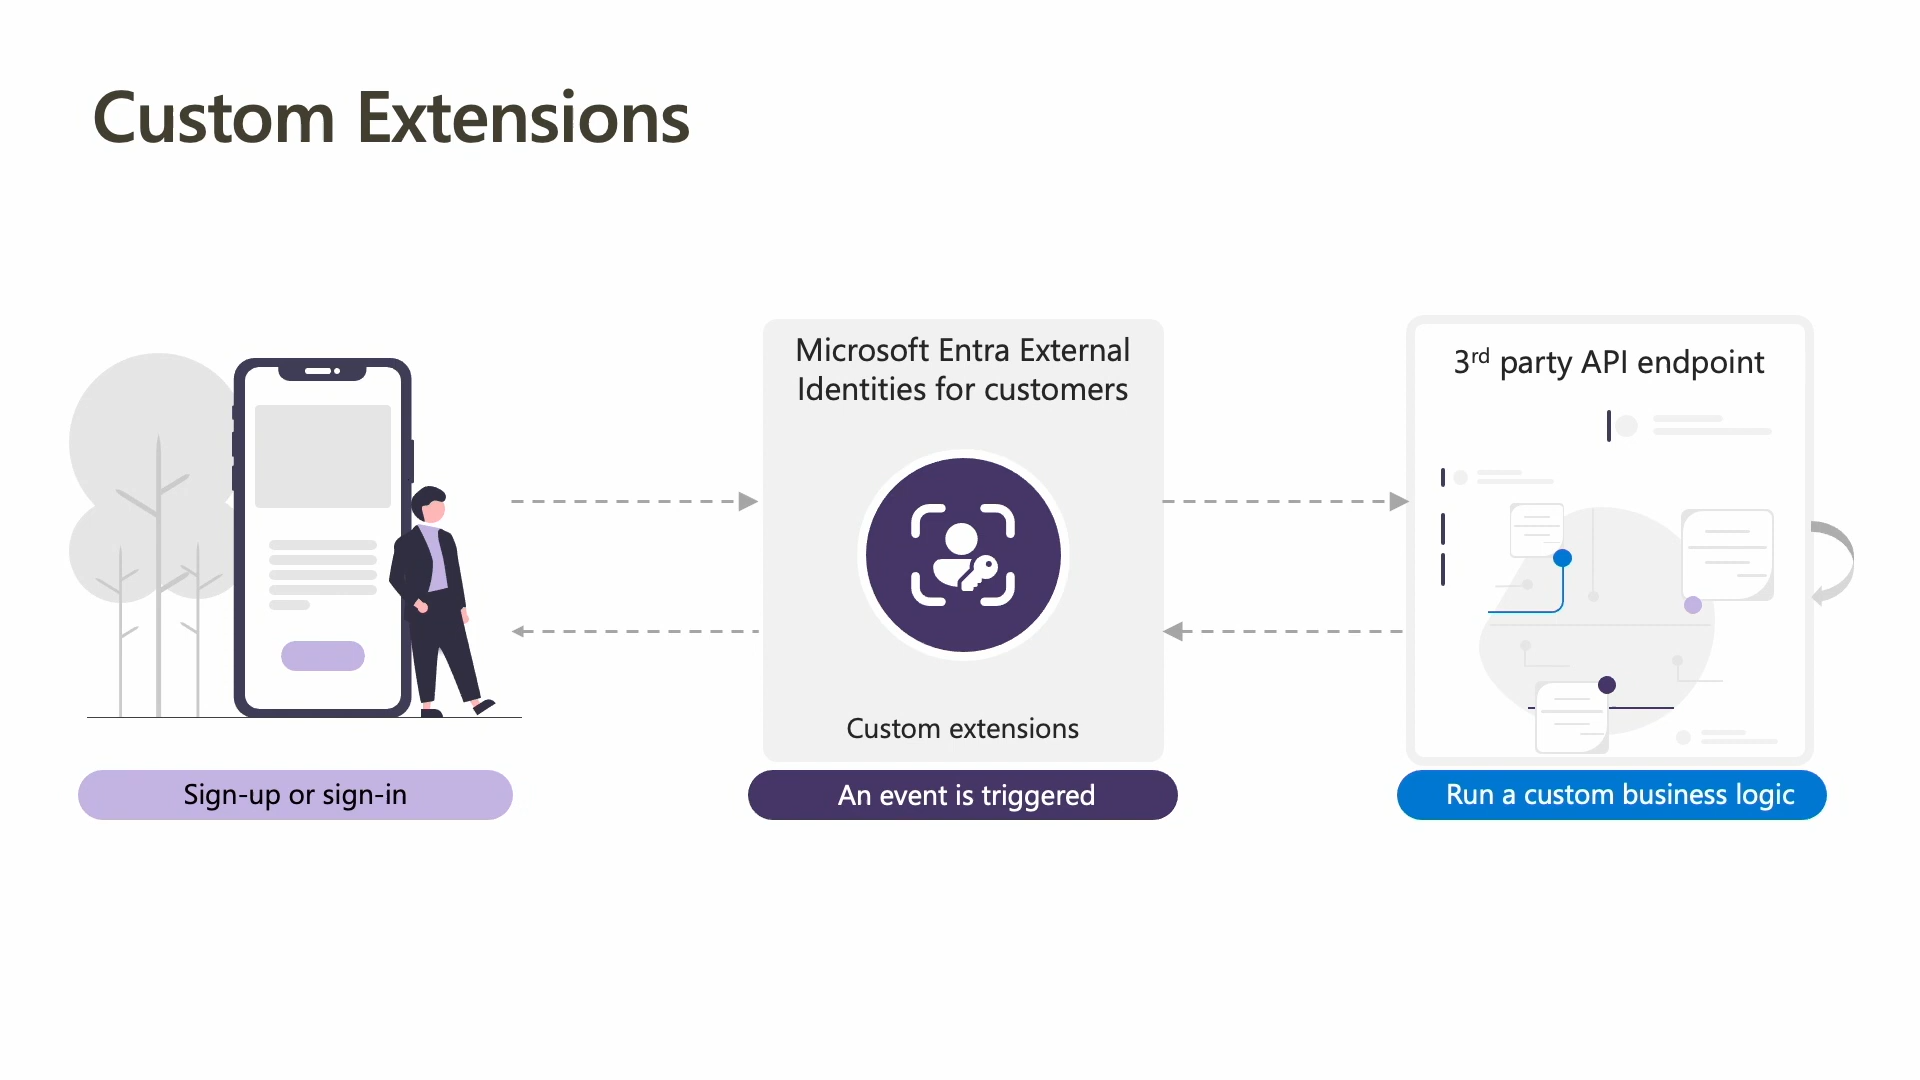 Custom Extensions
Microsoft Entra External
Identities for customers
3rd party API endpoint
Custom extensions
Sign-up or sign-in
An event is triggered
Run a custom business logic